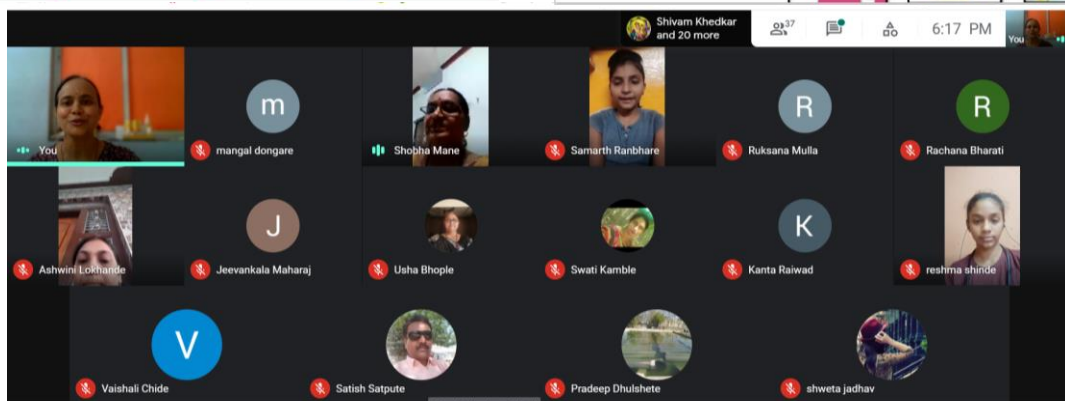 Shivam Khedkar
and 20 more
37
6:17 PM
You
You
m
mangal dongare
Shobha Mane
Samarth Ranbhare
R
Ruksana Mulla
R
Rachana Bharati
Ashwini Lokhande
J
Jeevankala Maharaj
Usha Bhople
Swati Kamble
K
Kanta Raiwad
reshma shinde
V
Vaishali Chide
Satish Satpute
Pradeep Dhulshete
shweta jadhav